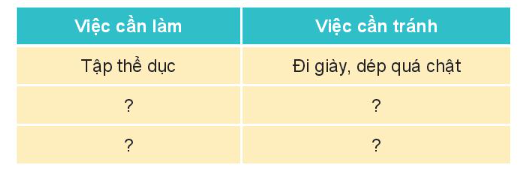 Việc cần làm Việc cần tránh
Tập thể dục Đi giày, dép quá chật
? ?
? ?